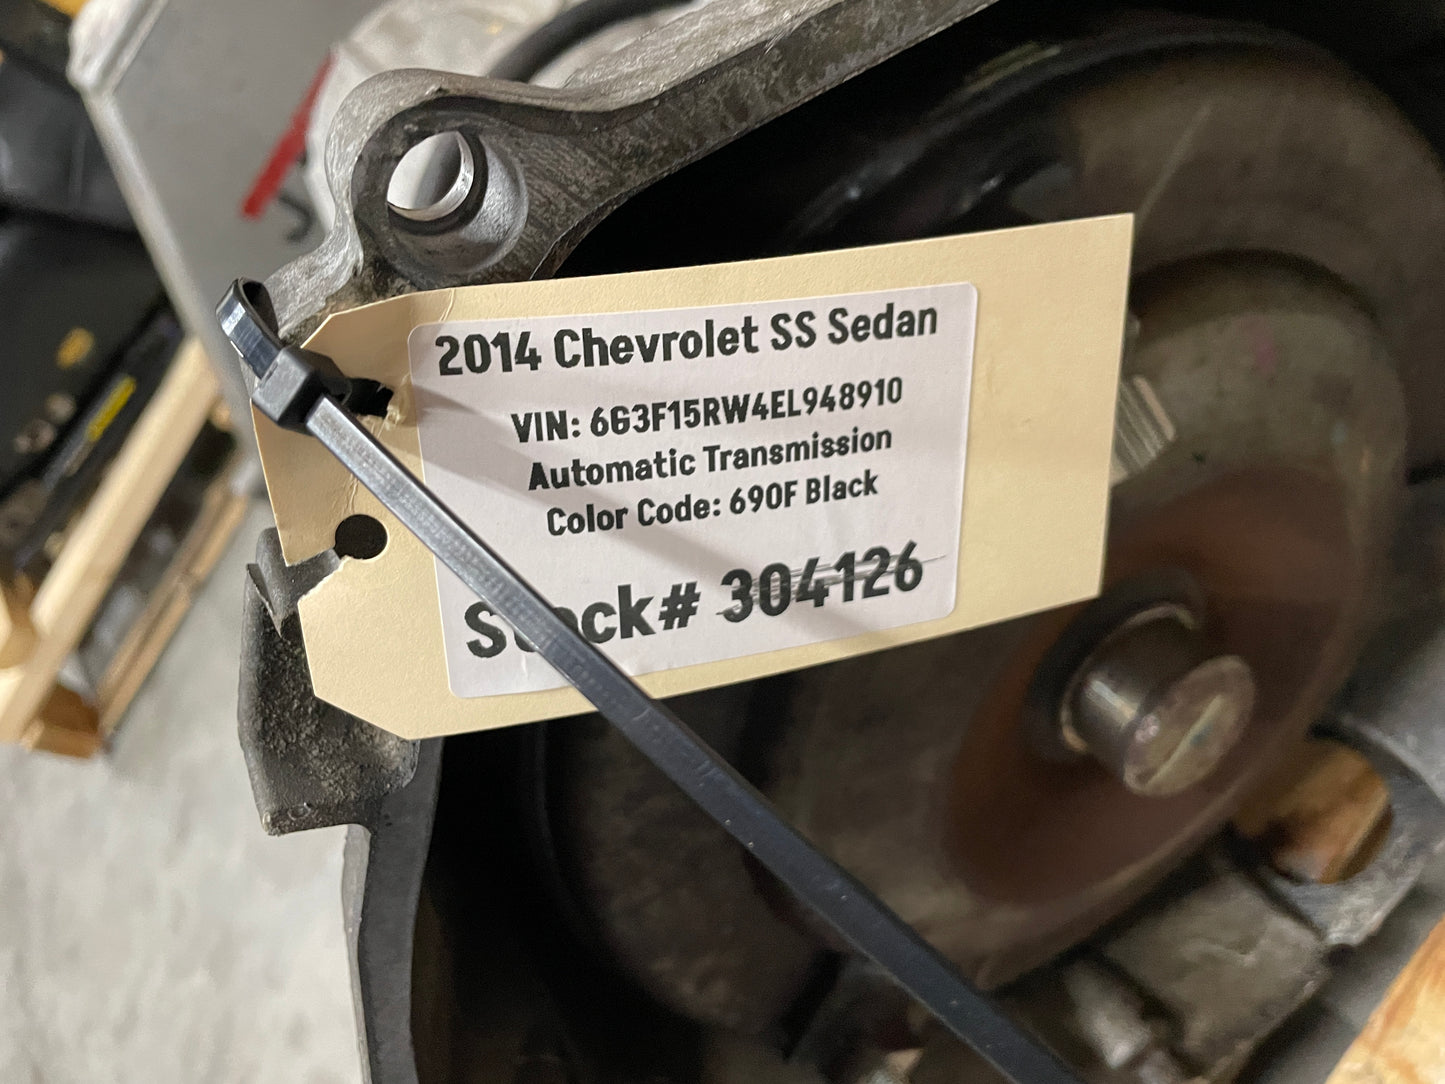 2014 Chevrolet SS Sedan
VIN: 6G3F15RW4EL948910
Automatic Transmission
Color Code: 690F Black
Stock# 304126